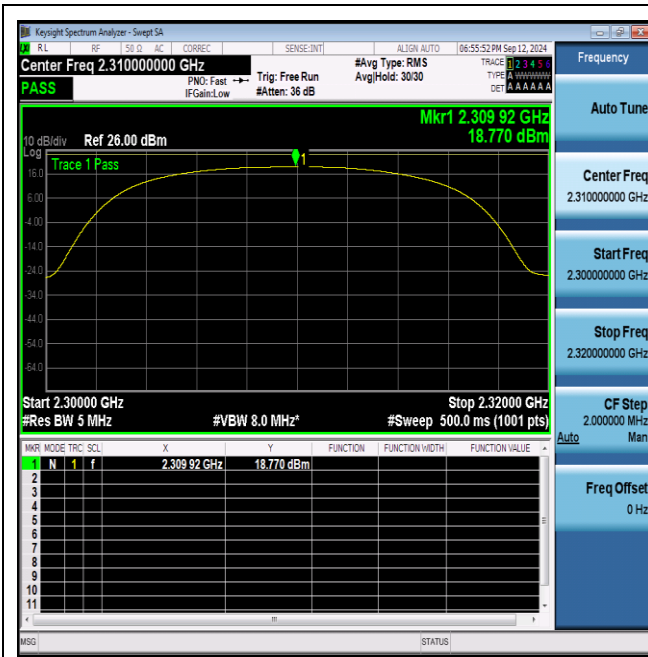 Keysight Spectrum Analyzer - Swept SA
RL RF 50 Ω AC CORREC SENSE:INT ALIGN AUTO 06:55:52 PM Sep 12, 2024
Center Freq 2.310000000 GHz
PASS
PNO: Fast
IFGain:Low
Trig: Free Run
#Atten: 36 dB
#Avg Type: RMS
Avg|Hold: 30/30
TRACE 1 2 3 4 5 6
TYPE A WWWWW
DET A A A A A A
Mkr1 2.309 92 GHz
18.770 dBm
10 dB/div Ref 26.00 dBm
Log
Trace 1 Pass
1
16.0
6.00
-4.00
-14.0
-24.0
-34.0
-44.0
-54.0
-64.0
Start 2.30000 GHz Stop 2.32000 GHz
#Res BW 5 MHz #VBW 8.0 MHz* #Sweep 500.0 ms (1001 pts)
MKR MODE TRC SCL X Y FUNCTION FUNCTION WIDTH FUNCTION VALUE
1 N 1 f 2.309 92 GHz 18.770 dBm
2
3
4
5
6
7
8
9
10
11
MSG STATUS
Frequency
Auto Tune
Center Freq
2.310000000 GHz
Start Freq
2.300000000 GHz
Stop Freq
2.320000000 GHz
CF Step
2.000000 MHz
Auto Man
Freq Offset
0 Hz